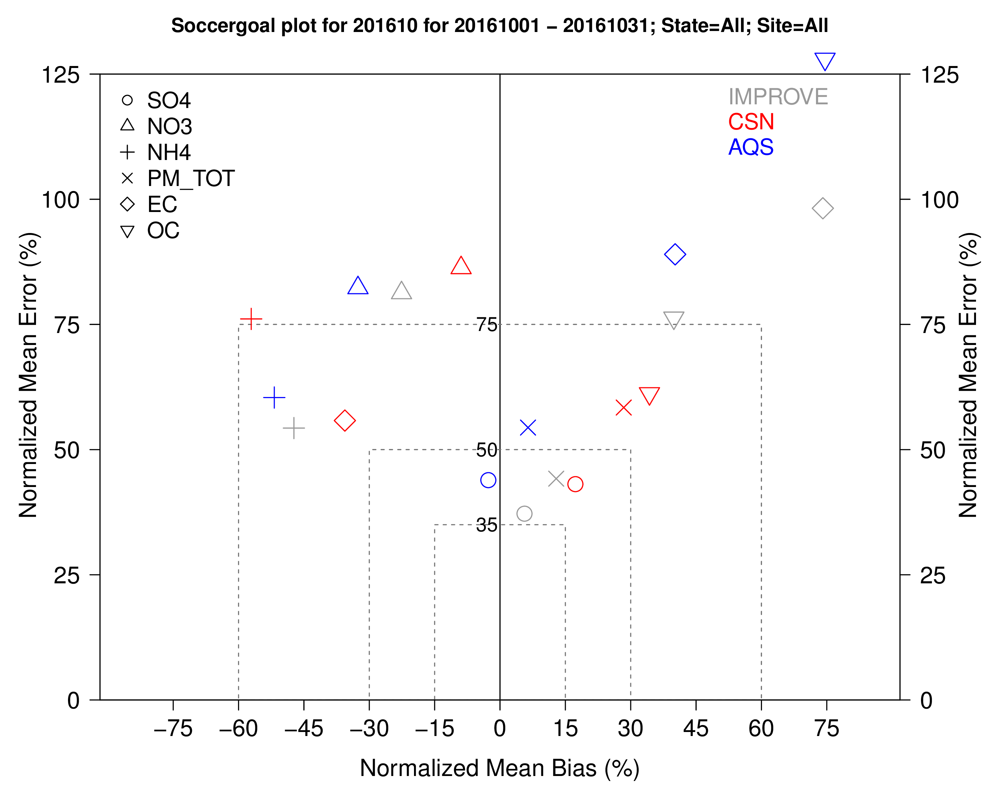 Soccergoal plot for 201610 for 20161001 − 20161031; State=All; Site=All
125
100
75
50
25
0
Normalized Mean Error (%)
SO4
NO3
NH4
PM_TOT
EC
OC
IMPROVE
CSN
AQS
75
50
35
125
100
75
50
25
0
Normalized Mean Error (%)
−75 −60 −45 −30 −15 0 15 30 45 60 75
Normalized Mean Bias (%)